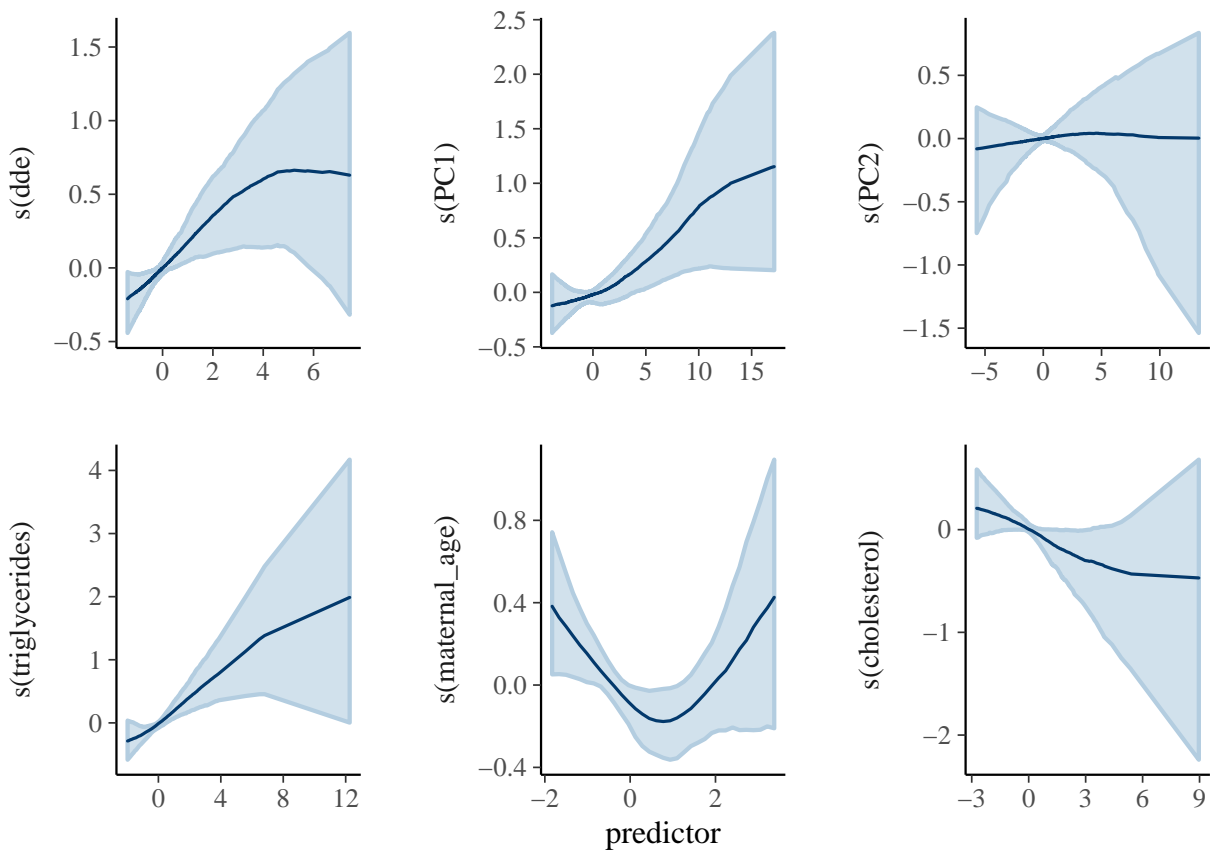 s(dde)
1.5
1.0
0.5
0.0
−0.5
0 2 4 6
s(PC1)
2.5
2.0
1.5
1.0
0.5
0.0
−0.5
0 5 10 15
s(PC2)
0.5
0.0
−0.5
−1.0
−1.5
−5 0 5 10
s(triglycerides)
4
3
2
1
0
0 4 8 12
s(maternal_age)
0.8
0.4
0.0
−0.4
−2 0 2
s(cholesterol)
0
−1
−2
−3 0 3 6 9
predictor